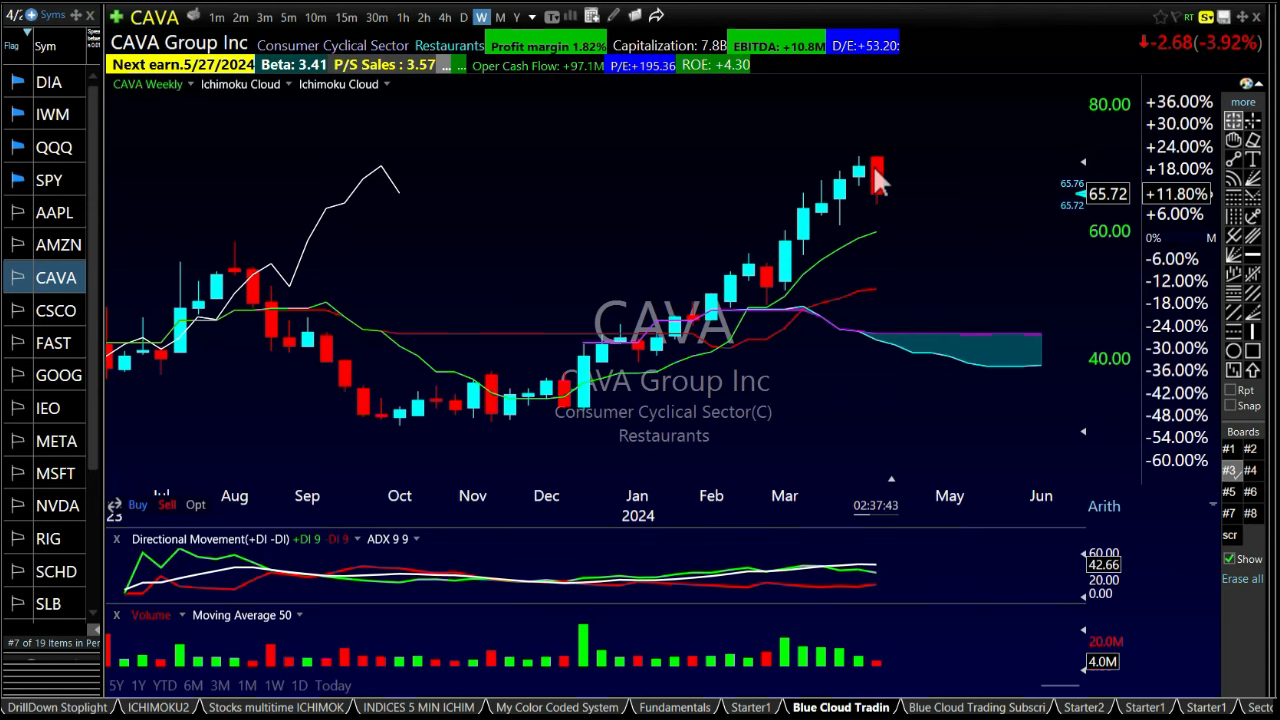 4/2 Syms X
CAVA 1m 2m 3m 5m 10m 15m 30m 1h 2h 4h D W M Y RT S
Flag Sym
CAVA Group Inc Consumer Cyclical Sector Restaurants Profit margin 1.82% Capitalization: 7.8B EBITDA: +10.8M D/E:+53.20: -2.68(-3.92%)
Next earn.5/27/2024 Beta: 3.41 P/S Sales : 3.57 ... ... Oper Cash Flow: +97.1M P/E:+195.36 ROE: +4.30
CAVA Weekly Ichimoku Cloud Ichimoku Cloud
DIA
IWM
QQQ
SPY
AAPL
AMZN
CAVA
CSCO
FAST
GOOG
IEO
META
MSFT
NVDA
RIG
SCHD
SLB
#7 of 19 Items in Per
80.00
60.00
40.00
65.76
65.72
65.72
+36.00%
+30.00%
+24.00%
+18.00%
+11.80%
+6.00%
0% M
-6.00%
-12.00%
-18.00%
-24.00%
-30.00%
-36.00%
-42.00%
-48.00%
-54.00%
-60.00%
more
Rpt
Snap
Boards
#1 #2
#3 #4
#5 #6
#7 #8
scr
Show
Erase all
CAVA
CAVA Group Inc
Consumer Cyclical Sector(C)
Restaurants
Jul Aug Sep Oct Nov Dec Jan Feb Mar May Jun
23 2024 02:37:43
Buy Sell Opt Arith
X Directional Movement(+DI -DI) +DI 9 -DI 9 ADX 9 9
60.00
42.66
20.00
0.00
X Volume Moving Average 50
20.0M
4.0M
5Y 1Y YTD 6M 3M 1M 1W 1D Today
DrillDown Stoplight ICHIMOKU2 Stocks multitime ICHIMOK INDICES 5 MIN ICHIM My Color Coded System Fundamentals Starter1 Blue Cloud Tradin Blue Cloud Trading Subscri Starter2 Starter1 Starter1 Secto